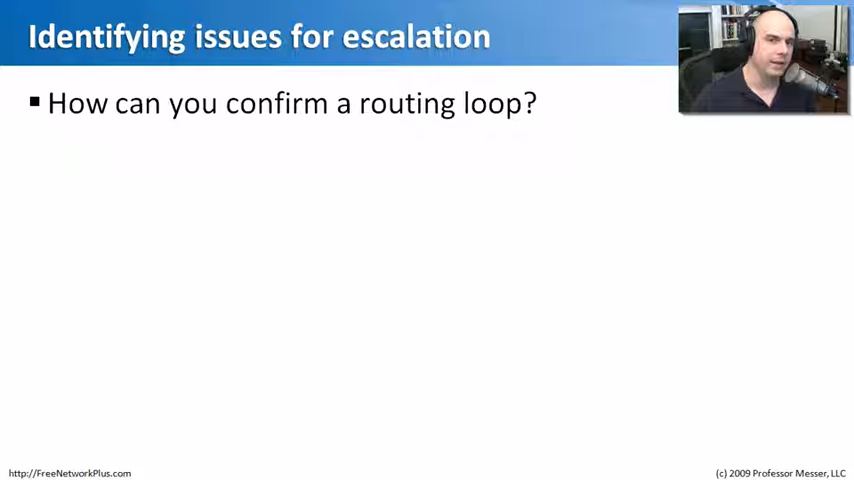 Identifying issues for escalation
▪ How can you confirm a routing loop?
http://FreeNetworkPlus.com
(c) 2009 Professor Messer, LLC